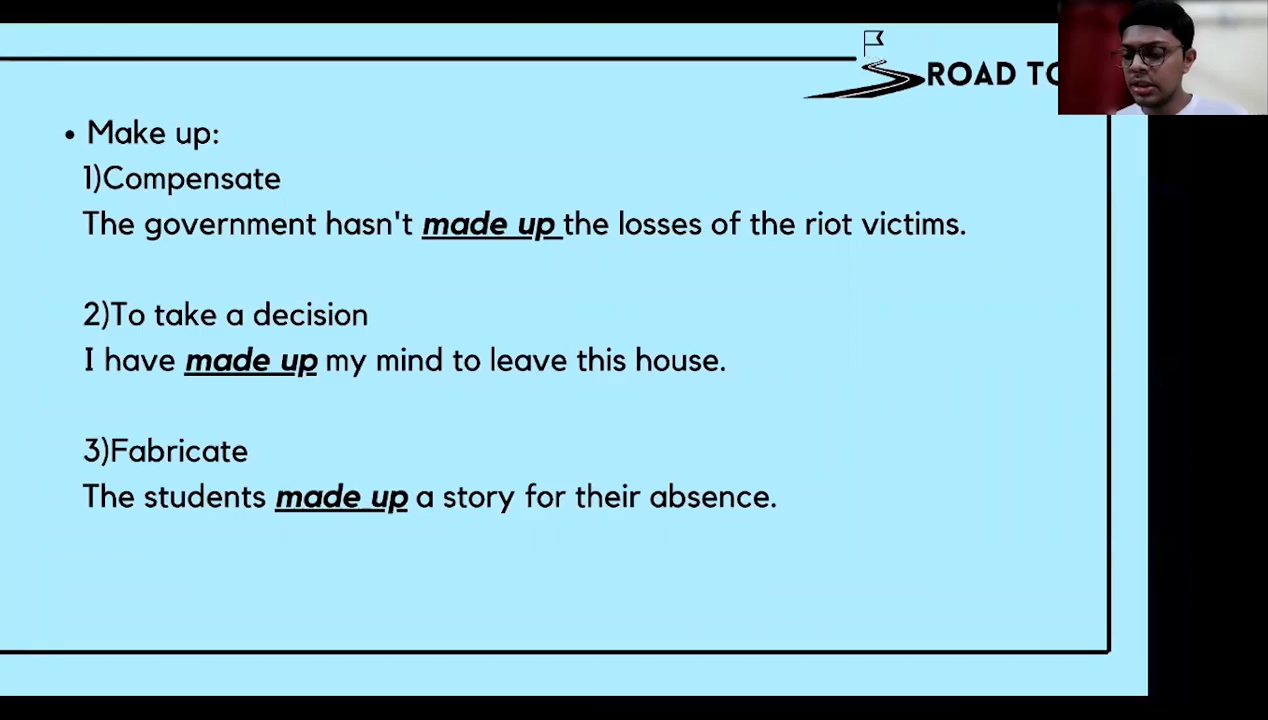 ROAD TO
• Make up:
1)Compensate
The government hasn't made up the losses of the riot victims.
2)To take a decision
I have made up my mind to leave this house.
3)Fabricate
The students made up a story for their absence.